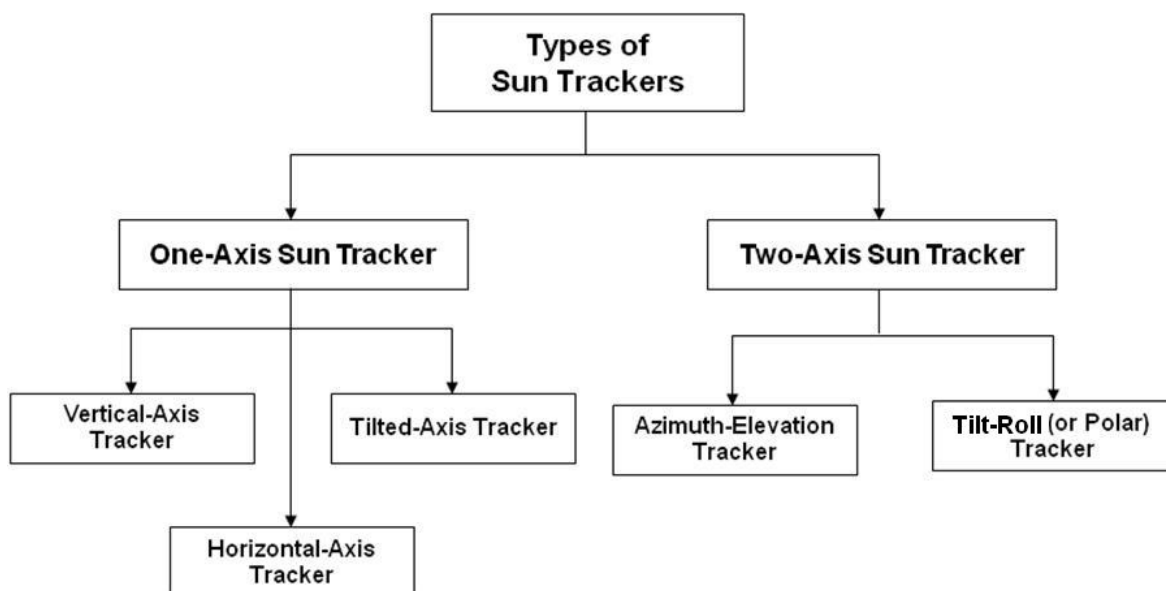 Types of
Sun Trackers
One-Axis Sun Tracker
Two-Axis Sun Tracker
Vertical-Axis
Tracker
Tilted-Axis Tracker
Azimuth-Elevation
Tracker
Tilt-Roll (or Polar)
Tracker
Horizontal-Axis
Tracker